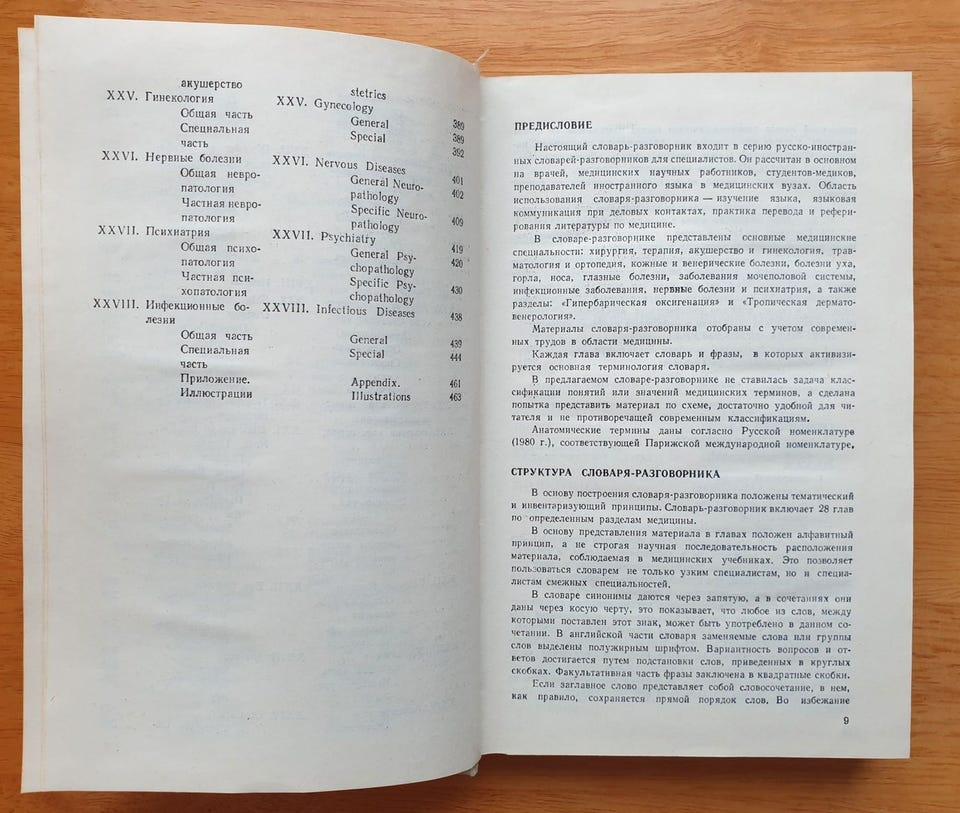 акушерство
stetrics
XXV. Гинекология XXV. Gynecology 389
Общая часть General 389
Специальная Special 392
часть
XXVI. Нервные болезни XXVI. Nervous Diseases 401
Общая невро- General Neuro- 402
патология pathology
Частная невро- Specific Neuro- 409
патология pathology
XXVII. Психиатрия XXVII. Psychiatry 419
Общая психо- General Psy- 420
патология chopathology
Частная пси- Specific Psy- 430
хопатология chopathology
XXVIII. Инфекционные бо- XXVIII. Infectious Diseases 438
лезни
Общая часть General 439
Специальная Special 444
часть
Приложение. Appendix. 461
Иллюстрации Illustrations 463
ПРЕДИСЛОВИЕ
Настоящий словарь-разговорник входит в серию русско-иностран-
ных словарей-разговорников для специалистов. Он рассчитан в основном
на врачей, медицинских научных работников, студентов-медиков,
преподавателей иностранного языка в медицинских вузах. Область
использования словаря-разговорника — изучение языка, языковая
коммуникация при деловых контактах, практика перевода и рефери-
рования литературы по медицине.
В словаре-разговорнике представлены основные медицинские
специальности: хирургия, терапия, акушерство и гинекология, трав-
матология и ортопедия, кожные и венерические болезни, болезни уха,
горла, носа, глазные болезни, заболевания мочеполовой системы,
инфекционные заболевания, нервные болезни и психиатрия, а также
разделы: «Гипербарическая оксигенация» и «Тропическая дермато-
венерология».
Материалы словаря-разговорника отобраны с учетом современ-
ных трудов в области медицины.
Каждая глава включает словарь и фразы, в которых активизи-
руется основная терминология словаря.
В предлагаемом словаре-разговорнике не ставилась задача клас-
сификации понятий или значений медицинских терминов, а сделана
попытка представить материал по схеме, достаточно удобной для чи-
тателя и не противоречащей современным классификациям.
Анатомические термины даны согласно Русской номенклатуре
(1980 г.), соответствующей Парижской международной номенклатуре.
СТРУКТУРА СЛОВАРЯ-РАЗГОВОРНИКА
В основу построения словаря-разговорника положены тематический
и инвентаризующий принципы. Словарь-разговорник включает 28 глав
по определенным разделам медицины.
В основу представления материала в главах положен алфавитный
принцип, а не строгая научная последовательность расположения
материала, соблюдаемая в медицинских учебниках. Это позволяет
пользоваться словарем не только узким специалистам, но и специа-
листам смежных специальностей.
В словаре синонимы даются через запятую, а в сочетаниях они
даны через косую черту, это показывает, что любое из слов, между
которыми поставлен этот знак, может быть употреблено в данном со-
четании. В английской части словаря заменяемые слова или группы
слов выделены полужирным шрифтом. Вариантность вопросов и от-
ветов достигается путем подстановки слов, приведенных в круглых
скобках. Факультативная часть фразы заключена в квадратные скобки.
Если заглавное слово представляет собой словосочетание, в нем,
как правило, сохраняется прямой порядок слов. Во избежание
9